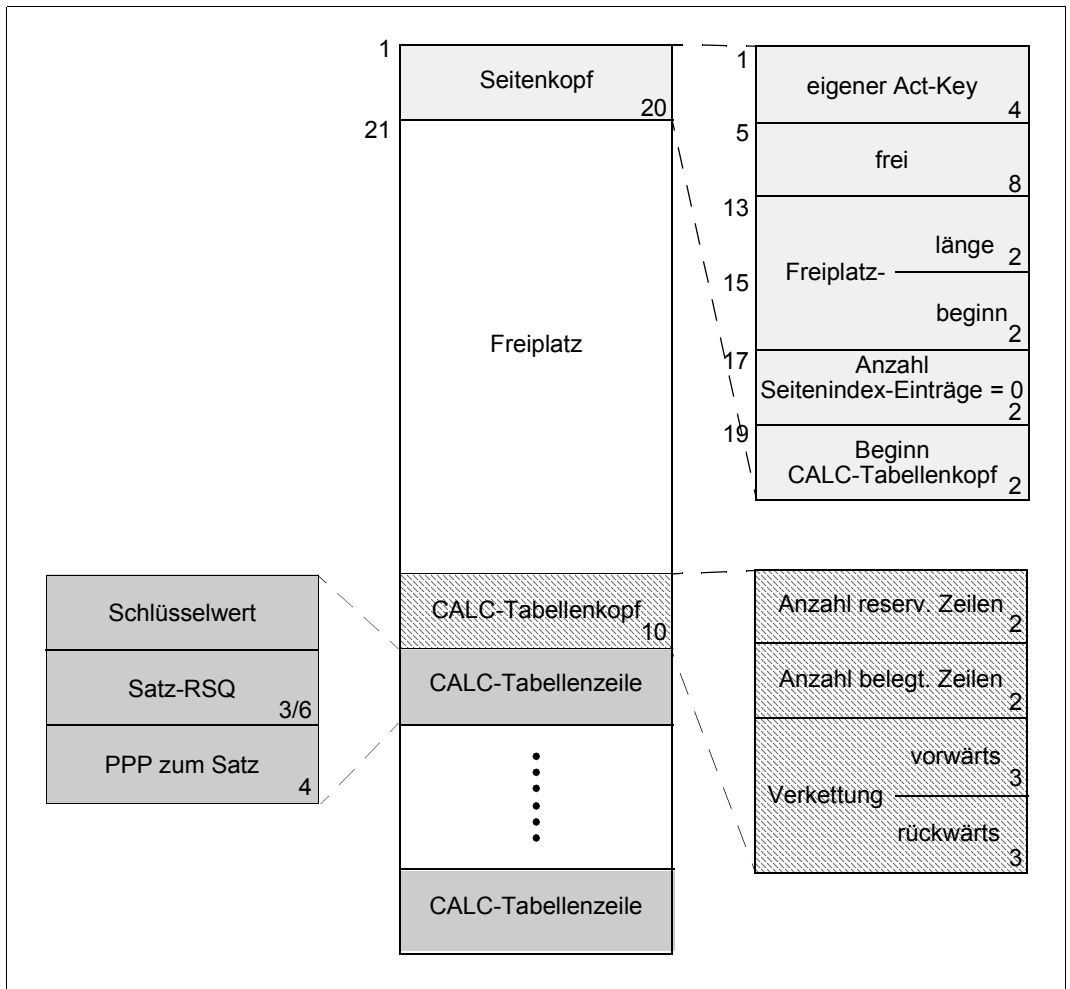 1
Seitenkopf
20
21
Freiplatz
CALC-Tabellenkopf
10
CALC-Tabellenzeile
CALC-Tabellenzeile
1
eigener Act-Key
4
5
frei
8
13
länge
2
Freiplatz-
15
beginn
2
17
Anzahl
Seitenindex-Einträge = 0
2
19
Beginn
CALC-Tabellenkopf
2
Schlüsselwert
Satz-RSQ
3/6
PPP zum Satz
4
Anzahl reserv. Zeilen
2
Anzahl belegt. Zeilen
2
vorwärts
3
Verkettung
rückwärts
3